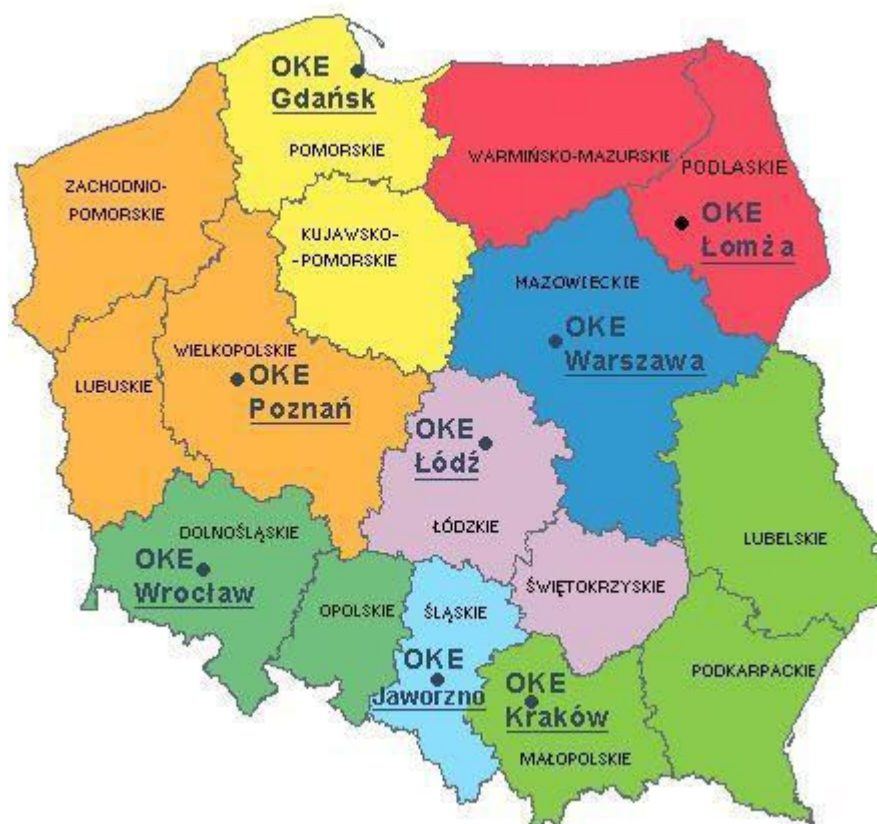 OKE
Gdańsk
POMORSKIE
WARMIŃSKO-MAZURSKIE
PODLASKIE
ZACHODNIO-
POMORSKIE
OKE
Łomża
KUJAWSKO-
-POMORSKIE
MAZOWIECKIE
OKE
Warszawa
WIELKOPOLSKIE
LUBUSKIE
OKE
Poznań
OKE
Łódź
ŁÓDZKIE
DOLNOŚLĄSKIE
LUBELSKIE
OKE
Wrocław
OPOLSKIE
ŚLĄSKIE
ŚWIĘTOKRZYSKIE
OKE
Jaworzno
OKE
Kraków
PODKARPACKIE
MAŁOPOLSKIE